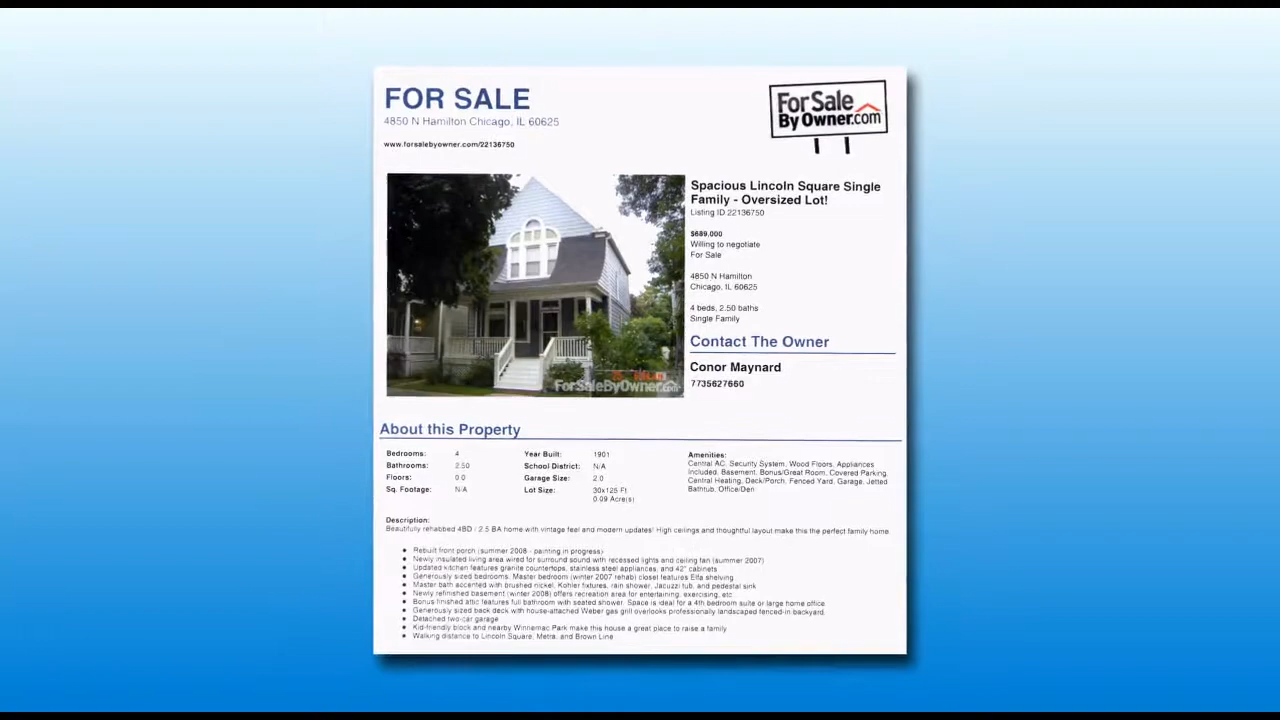 FOR SALE
4850 N Hamilton Chicago, IL 60625
www.forsalebyowner.com/22136750
For Sale
By Owner.com
Spacious Lincoln Square Single
Family - Oversized Lot!
Listing ID 22136750
$689,000
Willing to negotiate
For Sale
4850 N Hamilton
Chicago, IL 60625
4 beds, 2.50 baths
Single Family
Contact The Owner
Conor Maynard
7735627660
ForSaleByOwner.com
About this Property
Bedrooms: 4
Bathrooms: 2.50
Floors: 0.0
Sq. Footage: N/A
Year Built: 1901
School District: N/A
Garage Size: 2.0
Lot Size: 30x125 Ft
0.09 Acre(s)
Amenities:
Central AC, Security System, Wood Floors, Appliances
Included, Basement, Bonus/Great Room, Covered Parking,
Central Heating, Deck/Porch, Fenced Yard, Garage, Jetted
Bathtub, Office/Den
Description:
Beautifully rehabbed 4BD / 2.5 BA home with vintage feel and modern updates! High ceilings and thoughtful layout make this the perfect family home.
• Rebuilt front porch (summer 2008 - painting in progress)
• Newly insulated living area wired for surround sound with recessed lights and ceiling fan (summer 2007)
• Updated kitchen features granite countertops, stainless steel appliances, and 42" cabinets
• Generously sized bedrooms. Master bedroom (winter 2007 rehab) closet features Elfa shelving
• Master bath accented with brushed nickel, Kohler fixtures, rain shower, Jacuzzi tub, and pedestal sink
• Newly refinished basement (winter 2008) offers recreation area for entertaining, exercising, etc.
• Bonus finished attic features full bathroom with seated shower. Space is ideal for a 4th bedroom suite or large home office
• Generously sized back deck with house-attached Weber gas grill overlooks professionally landscaped fenced-in backyard.
• Detached two-car garage
• Kid-friendly block and nearby Winnemac Park make this house a great place to raise a family
• Walking distance to Lincoln Square, Metra, and Brown Line